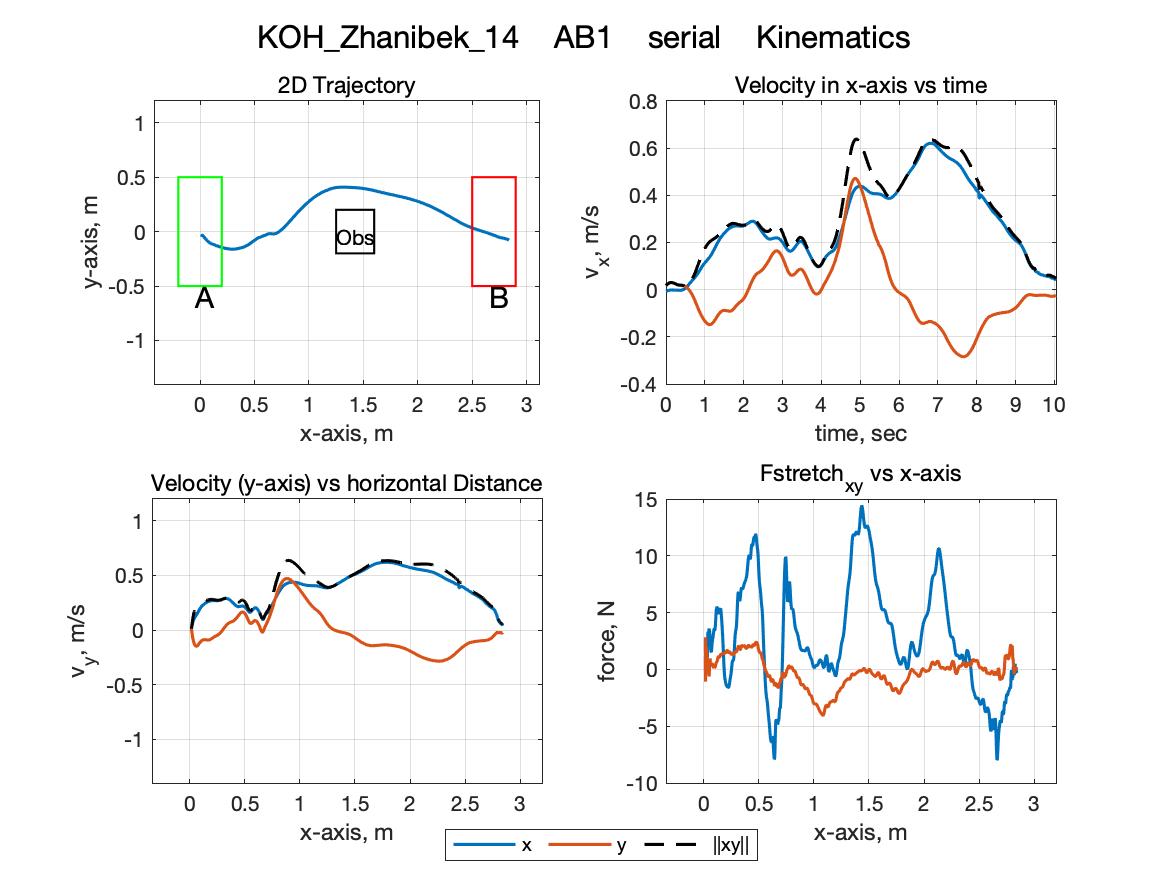 KOH_Zhanibek_14 AB1 serial Kinematics
2D Trajectory
1
0.5
0
-0.5
-1
y-axis, m
A
Obs
B
0 0.5 1 1.5 2 2.5 3
x-axis, m
Velocity in x-axis vs time
0.8
0.6
0.4
0.2
0
-0.2
-0.4
vx, m/s
0 1 2 3 4 5 6 7 8 9 10
time, sec
Velocity (y-axis) vs horizontal Distance
1
0.5
0
-0.5
-1
vy, m/s
0 0.5 1 1.5 2 2.5 3
x-axis, m
Fstretchxy vs x-axis
15
10
5
0
-5
-10
force, N
0 0.5 1 1.5 2 2.5 3
x-axis, m
x y ||xy||